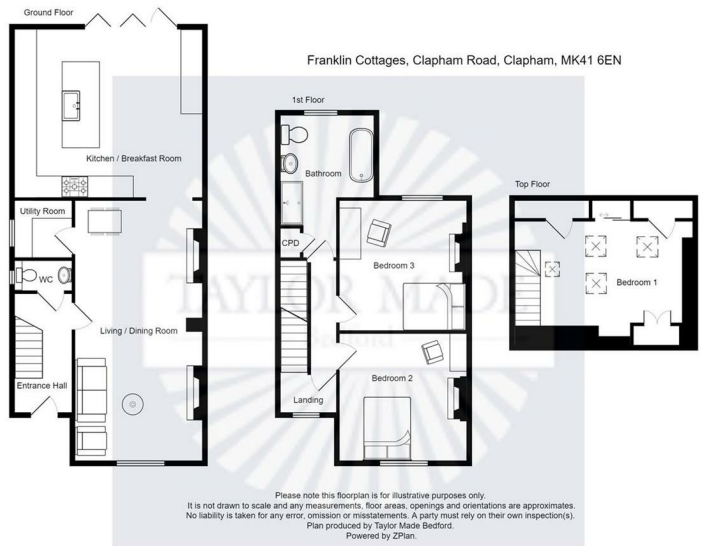 Ground Floor
Franklin Cottages, Clapham Road, Clapham, MK41 6EN
1st Floor
Kitchen / Breakfast Room
Bathroom
Top Floor
Utility Room
CPD
WC
Bedroom 3
Bedroom 1
TAYLOR MADE
Bedford
Living / Dining Room
Entrance Hall
Bedroom 2
Landing
Please note this floorplan is for illustrative purposes only.
It is not drawn to scale and any measurements, floor areas, openings and orientations are approximates.
No liability is taken for any error, omission or misstatements. A party must rely on their own inspection(s).
Plan produced by Taylor Made Bedford.
Powered by ZPlan.